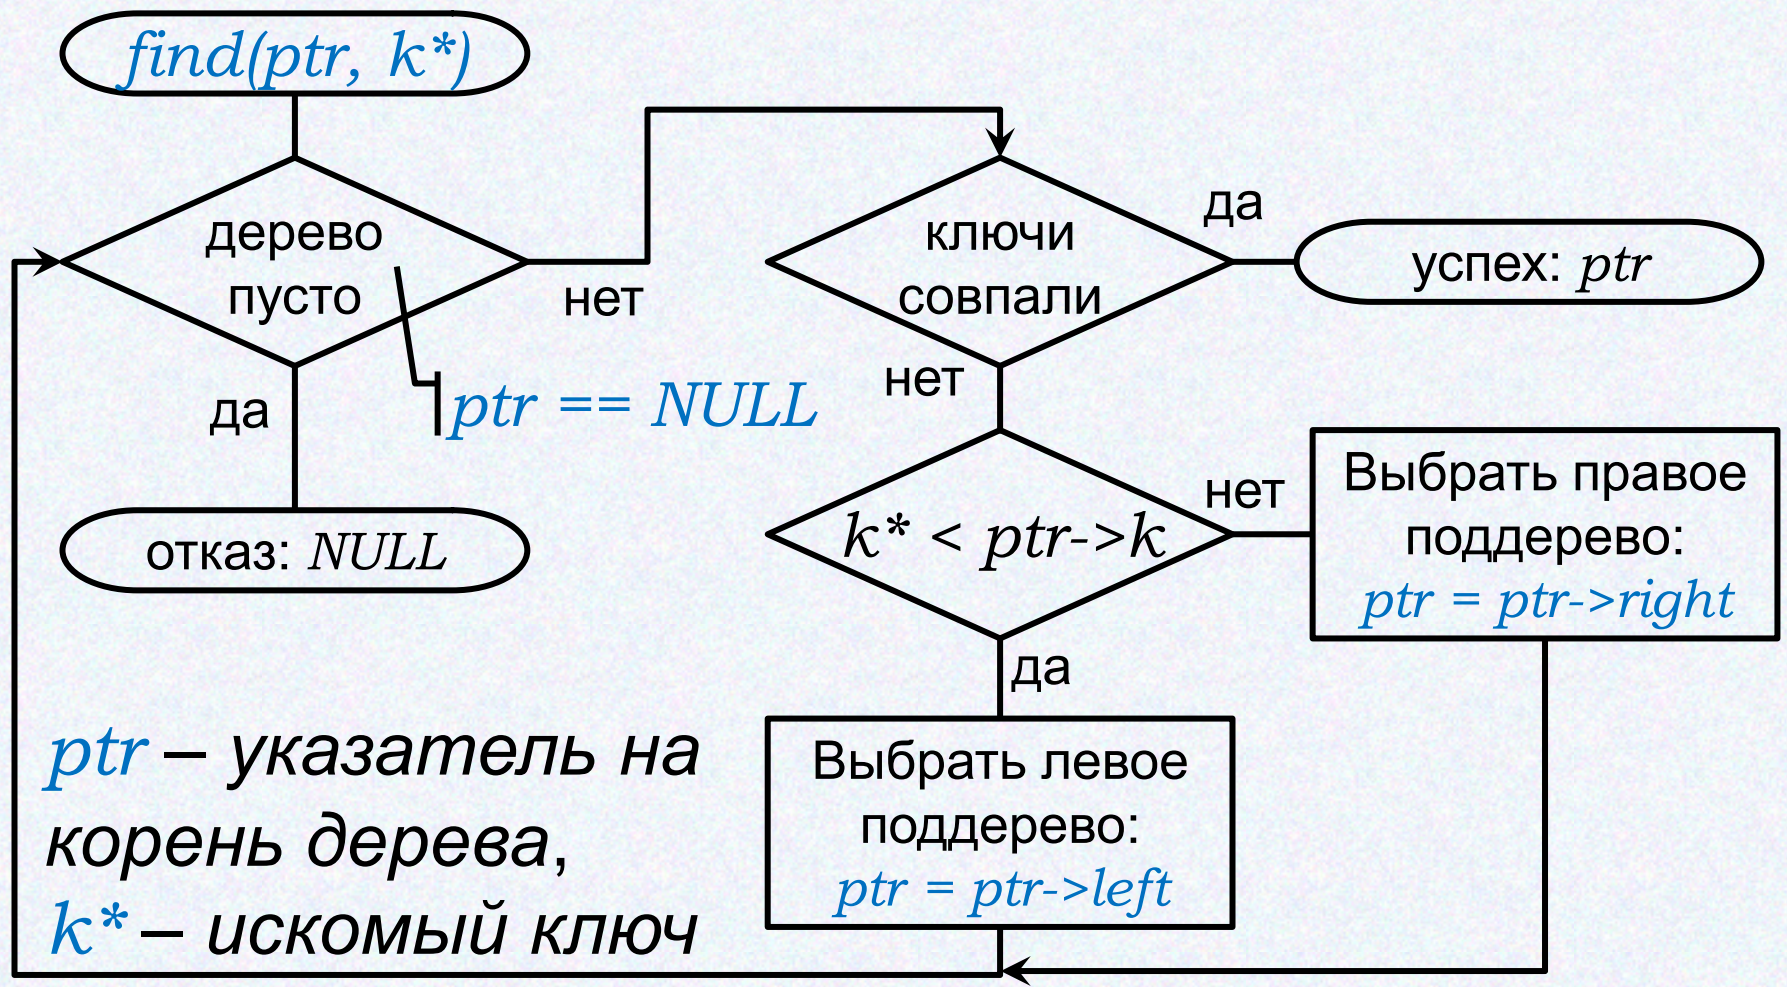 find(ptr, k*)
дерево
пусто
нет
да
ptr == NULL
отказ: NULL
ключи
совпали
да
успех: ptr
нет
k* < ptr->k
нет
Выбрать правое
поддерево:
ptr = ptr->right
да
Выбрать левое
поддерево:
ptr = ptr->left
ptr – указатель на
корень дерева,
k* – искомый ключ